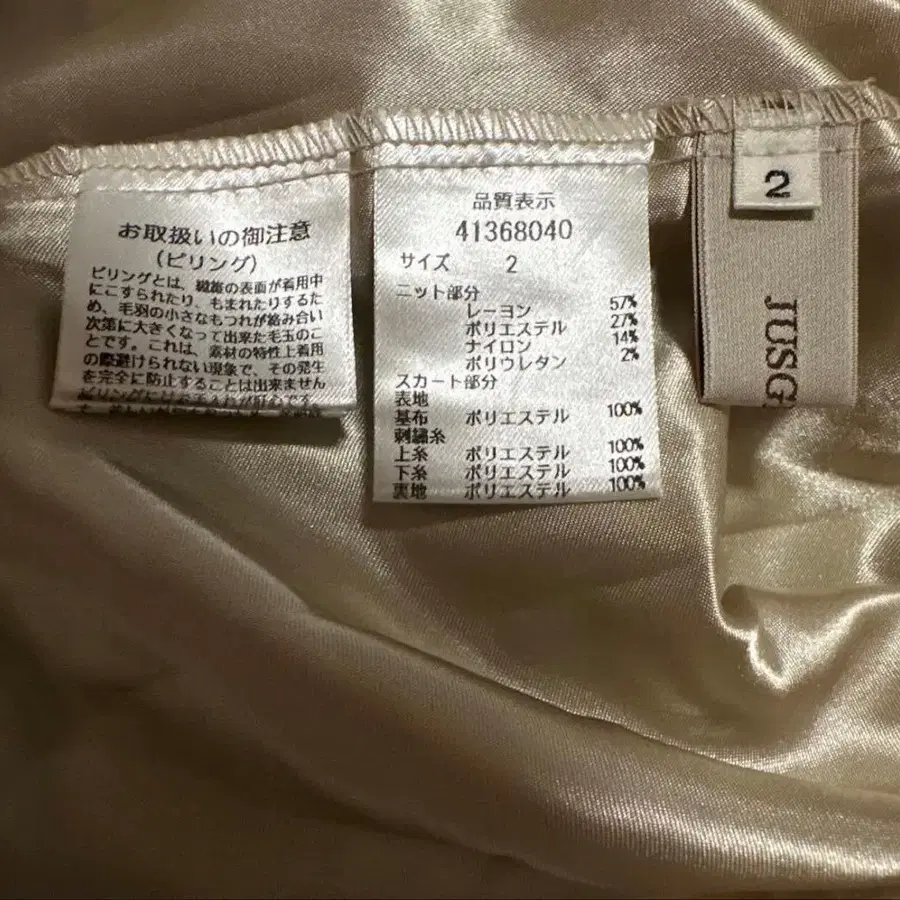 お取扱いの御注意
(ピリング)
ピリングとは、繊維の表面が着用中
にこすられたり、もまれたりするた
め、毛羽の小さなもつれが絡み合い
次第に大きくなって出来た毛玉のこ
とです。これは、素材の特性上着用
の際避けられない現象で、その発生
を完全に防止することは出来ません
品質表示
41368040
サイズ 2
ニット部分
レーヨン 57%
ポリエステル 27%
ナイロン 14%
ポリウレタン 2%
スカート部分
表地
基布 ポリエステル 100%
刺繍糸
上糸 ポリエステル 100%
下糸 ポリエステル 100%
裏地 ポリエステル 100%
2
JUSG